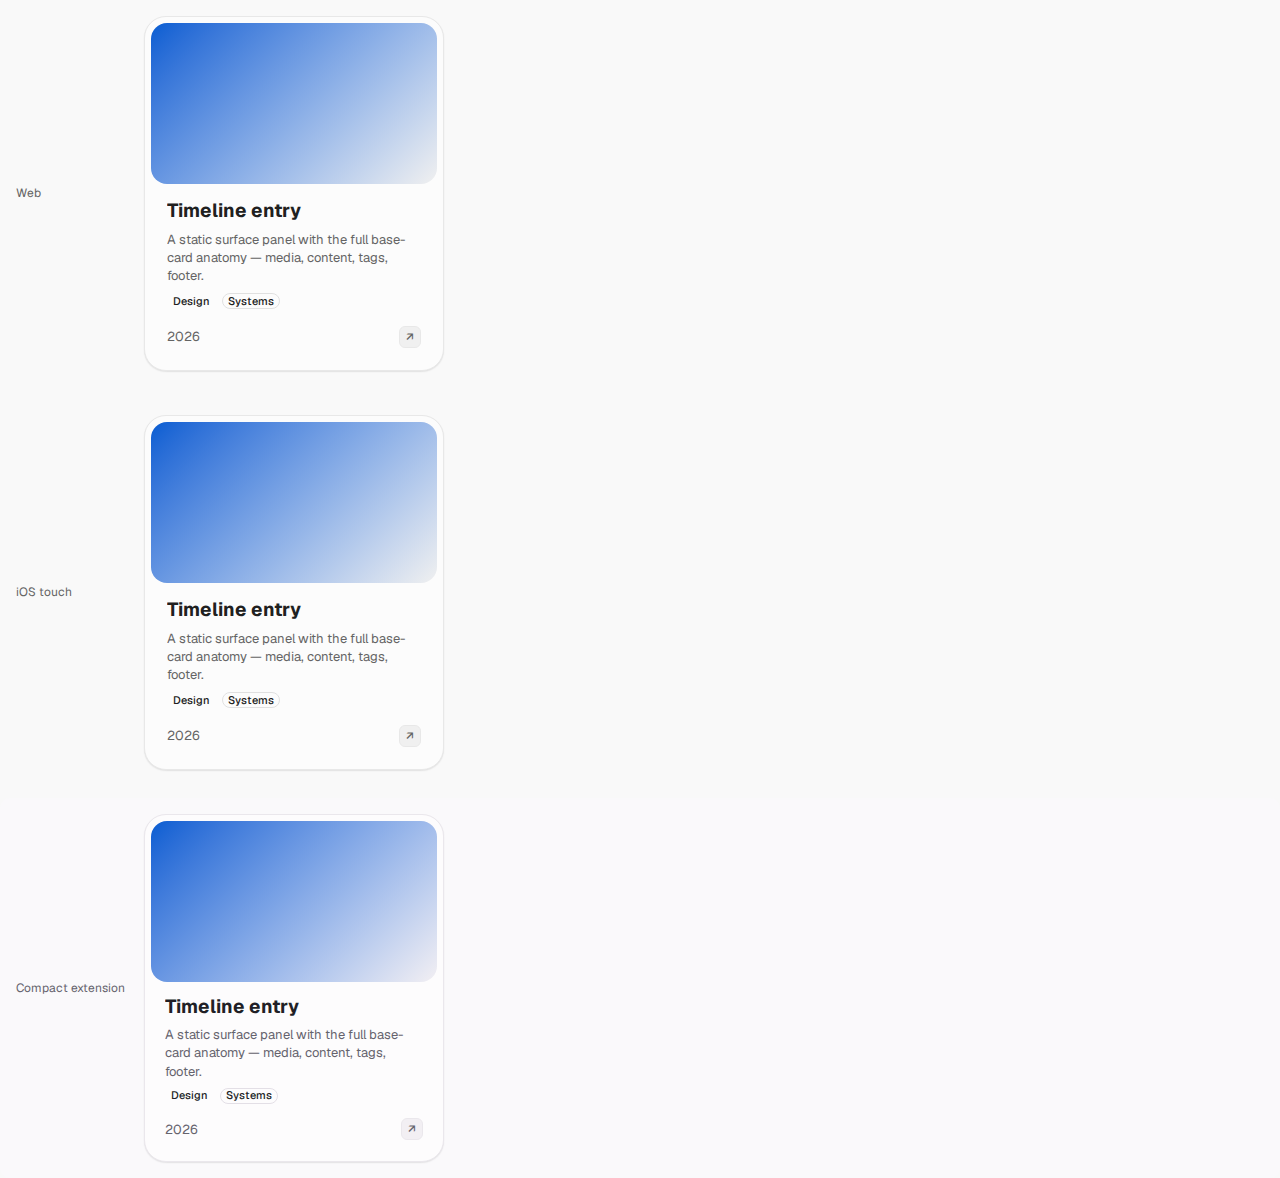 Web
Timeline entry
A static surface panel with the full base-
card anatomy — media, content, tags,
footer.
Design Systems
2026
iOS touch
Timeline entry
A static surface panel with the full base-
card anatomy — media, content, tags,
footer.
Design Systems
2026
Compact extension
Timeline entry
A static surface panel with the full base-
card anatomy — media, content, tags,
footer.
Design Systems
2026